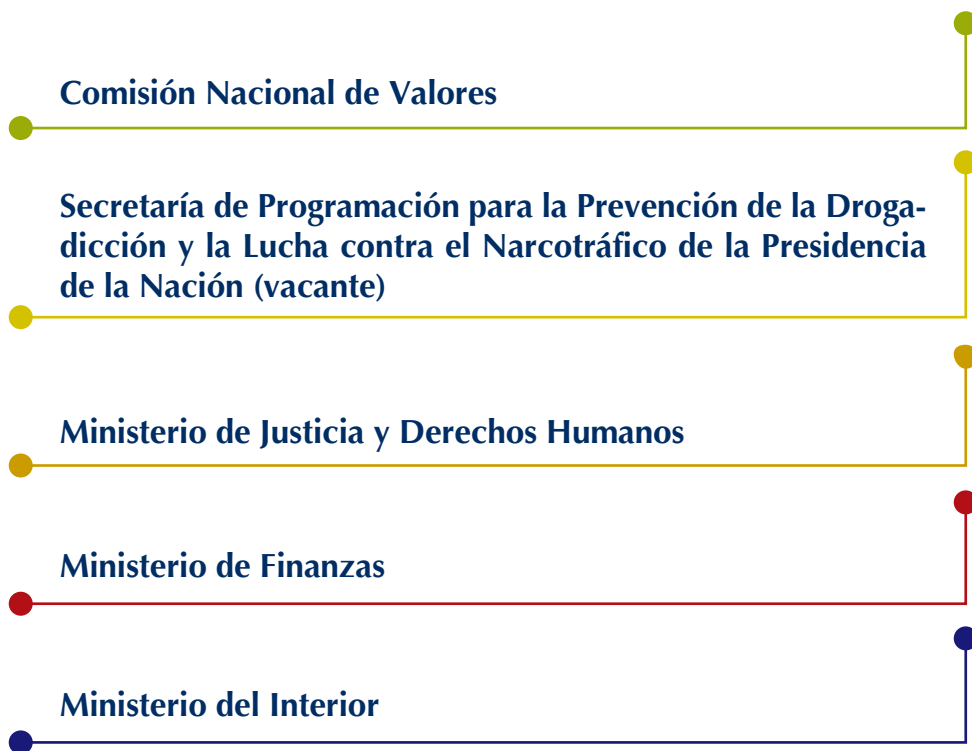 Comisión Nacional de Valores
Secretaría de Programación para la Prevención de la Droga-
dicción y la Lucha contra el Narcotráfico de la Presidencia
de la Nación (vacante)
Ministerio de Justicia y Derechos Humanos
Ministerio de Finanzas
Ministerio del Interior